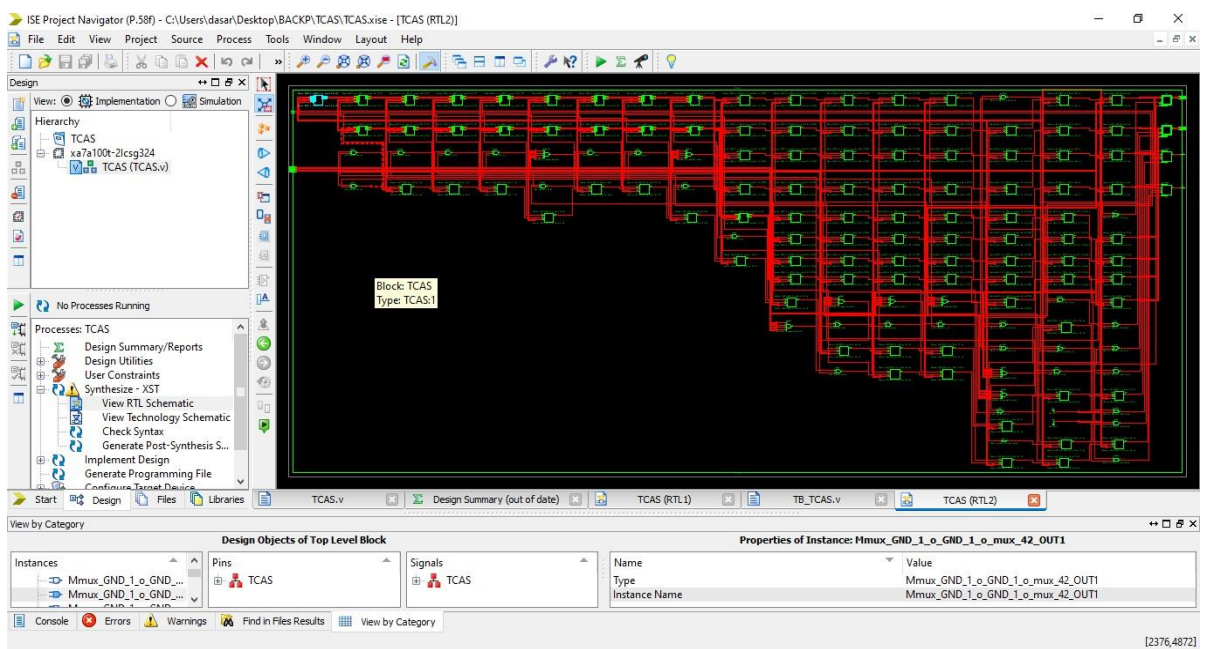 ISE Project Navigator (P.58f) - C:\Users\dasar\Desktop\BACKP\TCAS\TCAS.xise - [TCAS (RTL2)]
File Edit View Project Source Process Tools Window Layout Help
Design
View: Implementation Simulation
Hierarchy
TCAS
xa7a100t-2lcsg324
TCAS (TCAS.v)
No Processes Running
Processes: TCAS
Design Summary/Reports
Design Utilities
User Constraints
Synthesize - XST
View RTL Schematic
View Technology Schematic
Check Syntax
Generate Post-Synthesis S...
Implement Design
Generate Programming File
Configure Target Device
Block: TCAS
Type: TCAS:1
Start Design Files Libraries
TCAS.v Design Summary (out of date) TCAS (RTL1) TB_TCAS.v TCAS (RTL2)
View by Category
Design Objects of Top Level Block Properties of Instance: Mmux_GND_1_o_GND_1_o_mux_42_OUT1
Instances Pins Signals Name Value
Mmux_GND_1_o_GND_... TCAS TCAS Type Mmux_GND_1_o_GND_1_o_mux_42_OUT1
Mmux_GND_1_o_GND_... Instance Name Mmux_GND_1_o_GND_1_o_mux_42_OUT1
Console Errors Warnings Find in Files Results View by Category
[2376,4872]